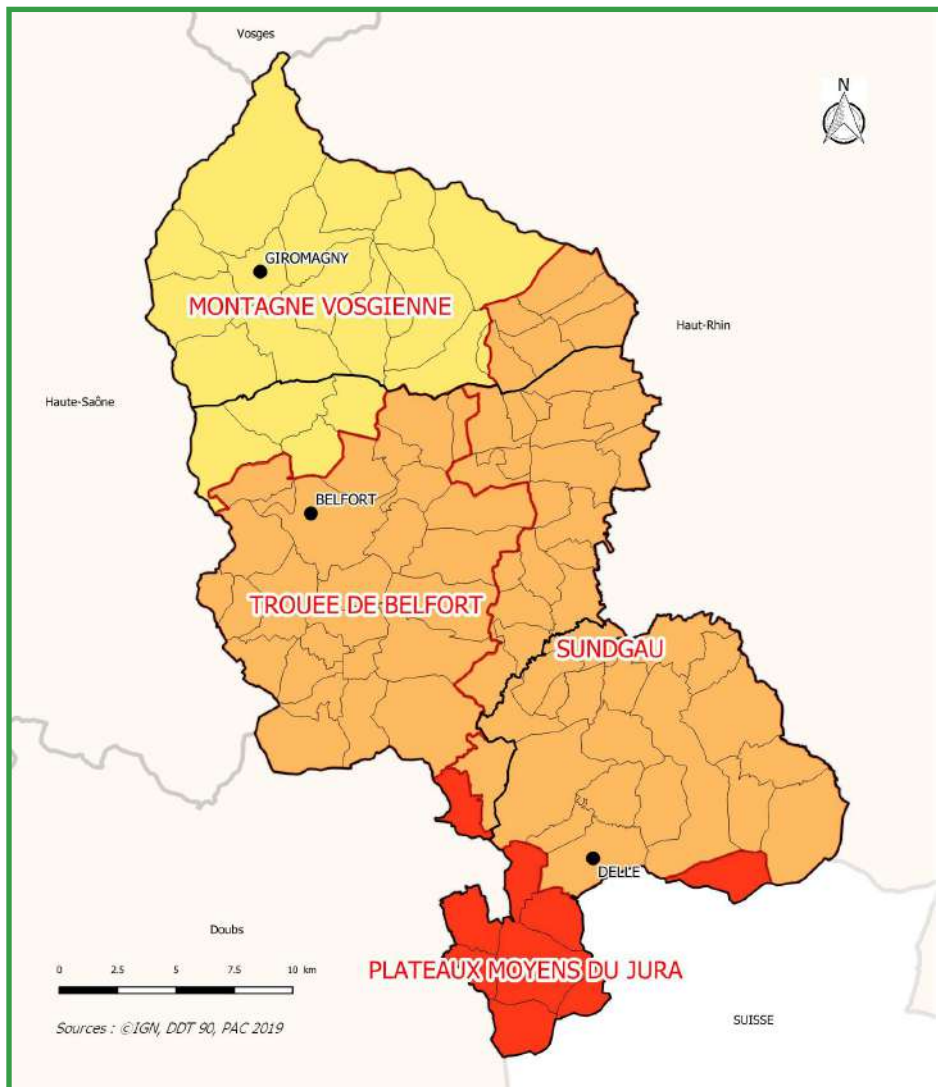 Vosges
N
GIROMAGNY
MONTAGNE VOSGIENNE
Haut-Rhin
Haute-Saône
BELFORT
TROUEE DE BELFORT
SUNDGAU
DELLE
Doubs
PLATEAUX MOYENS DU JURA
0 2.5 5 7.5 10 km
SUISSE
Sources : ©IGN, DDT 90, PAC 2019